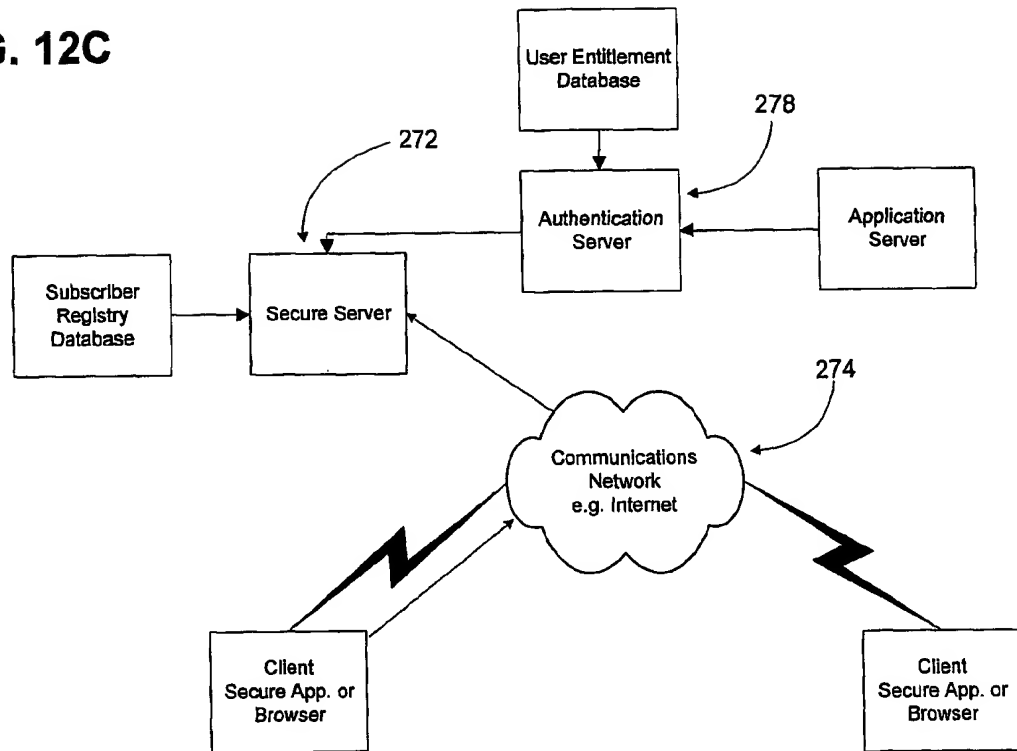 G. 12C
User Entitlement
Database
278
272
Authentication
Server
Application
Server
Subscriber
Registry
Database
Secure Server
274
Communications
Network
e.g. Internet
Client
Secure App. or
Browser
Client
Secure App. or
Browser